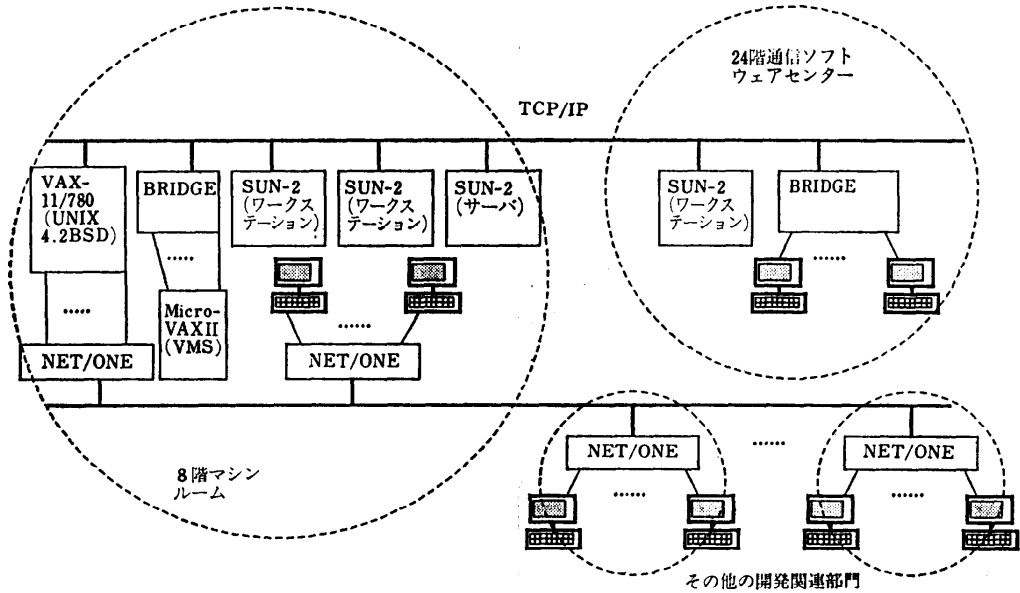 24階通信ソフト
ウェアセンター
TCP/IP
VAX-
11/780
(UNIX
4.2BSD)
BRIDGE
SUN-2
(ワークス
テーション)
SUN-2
(ワークス
テーション)
SUN-2
(サーバ)
SUN-2
(ワークス
テーション)
BRIDGE
Micro-
VAXII
(VMS)
NET/ONE
NET/ONE
NET/ONE
NET/ONE
8階マシン
ルーム
その他の開発関連部門